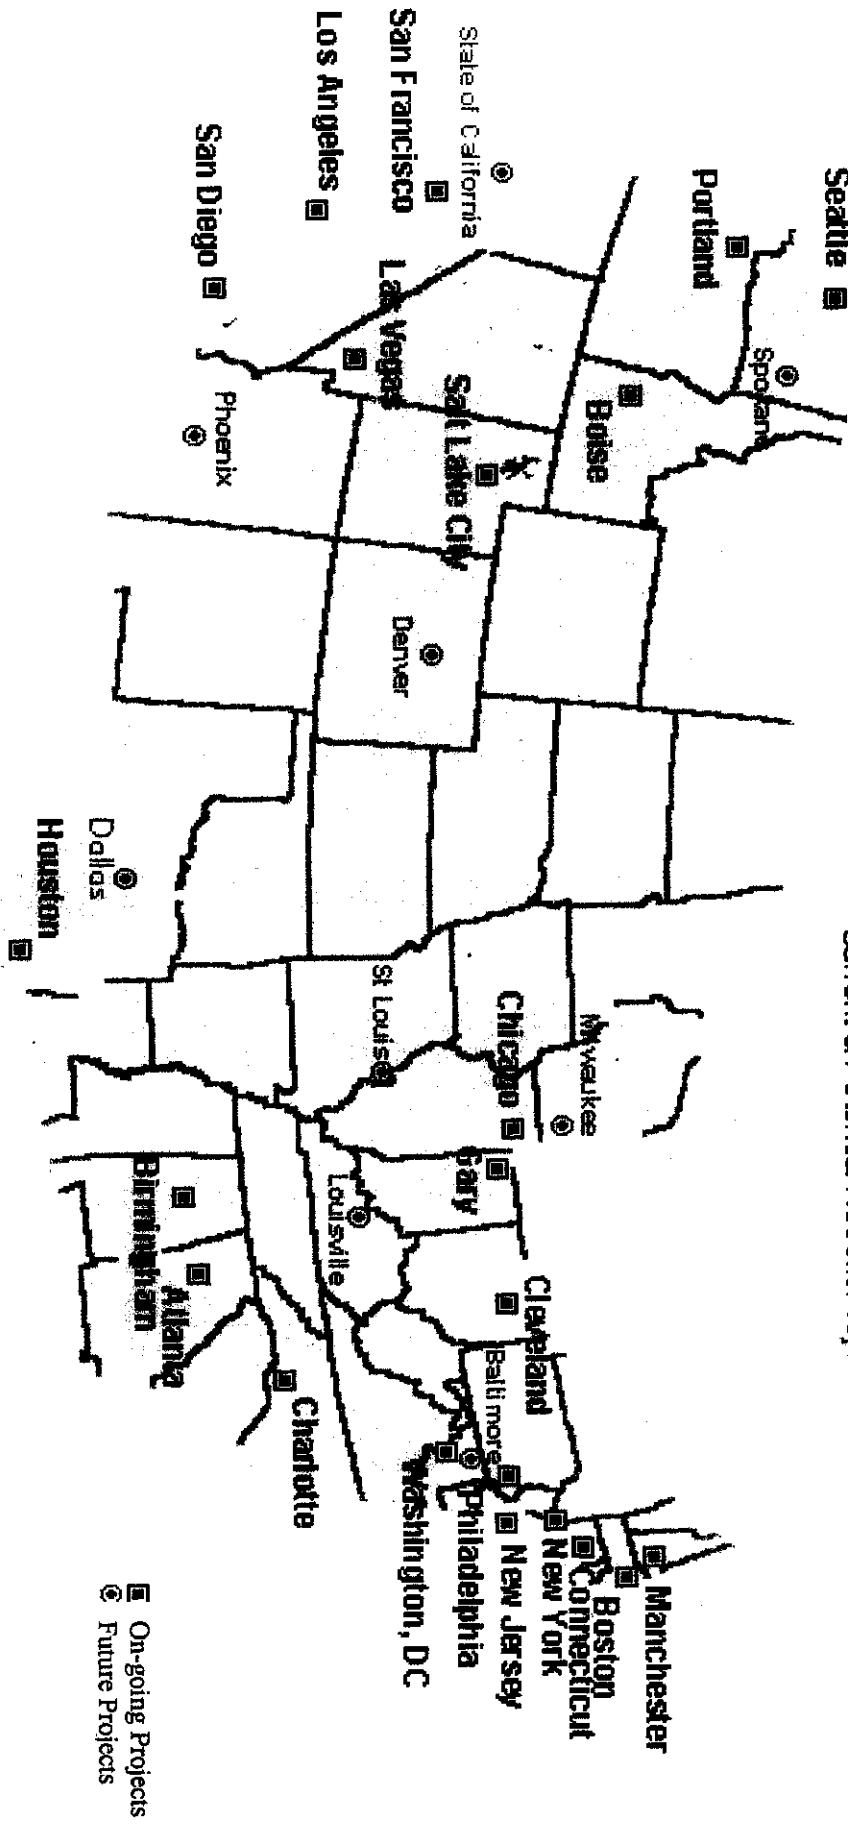 Seattle
Portland
Spokane
State of California
San Francisco
Los Angeles
San Diego
Las Vegas
Boise
Salt Lake City
Phoenix
Denver
Dallas
Houston
St Louis
Milwaukee
Chicago
Gary
Louisville
Birmingham
Atlanta
Cleveland
Baltimore
Charlotte
Manchester
Boston
Connecticut
New York
New Jersey
Philadelphia
Washington, DC
On-going Projects
Future Projects